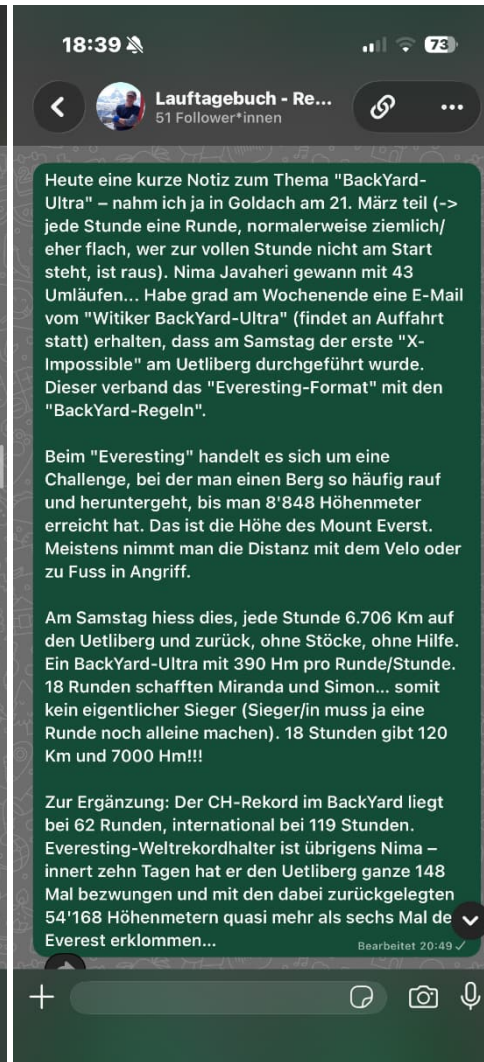 18:39
73
Lauftagebuch - Re...
51 Follower*innen
Heute eine kurze Notiz zum Thema "BackYard-
Ultra" – nahm ich ja in Goldach am 21. März teil (->
jede Stunde eine Runde, normalerweise ziemlich/
eher flach, wer zur vollen Stunde nicht am Start
steht, ist raus). Nima Javaheri gewann mit 43
Umläufen... Habe grad am Wochenende eine E-Mail
vom "Witiker BackYard-Ultra" (findet an Auffahrt
statt) erhalten, dass am Samstag der erste "X-
Impossible" am Uetliberg durchgeführt wurde.
Dieser verband das "Everesting-Format" mit den
"BackYard-Regeln".
Beim "Everesting" handelt es sich um eine
Challenge, bei der man einen Berg so häufig rauf
und heruntergeht, bis man 8'848 Höhenmeter
erreicht hat. Das ist die Höhe des Mount Everst.
Meistens nimmt man die Distanz mit dem Velo oder
zu Fuss in Angriff.
Am Samstag hiess dies, jede Stunde 6.706 Km auf
den Uetliberg und zurück, ohne Stöcke, ohne Hilfe.
Ein BackYard-Ultra mit 390 Hm pro Runde/Stunde.
18 Runden schafften Miranda und Simon... somit
kein eigentlicher Sieger (Sieger/in muss ja eine
Runde noch alleine machen). 18 Stunden gibt 120
Km und 7000 Hm!!!
Zur Ergänzung: Der CH-Rekord im BackYard liegt
bei 62 Runden, international bei 119 Stunden.
Everesting-Weltrekordhalter ist übrigens Nima –
innert zehn Tagen hat er den Uetliberg ganze 148
Mal bezwungen und mit den dabei zurückgelegten
54'168 Höhenmetern quasi mehr als sechs Mal de
Everest erklommen...
Bearbeitet 20:49